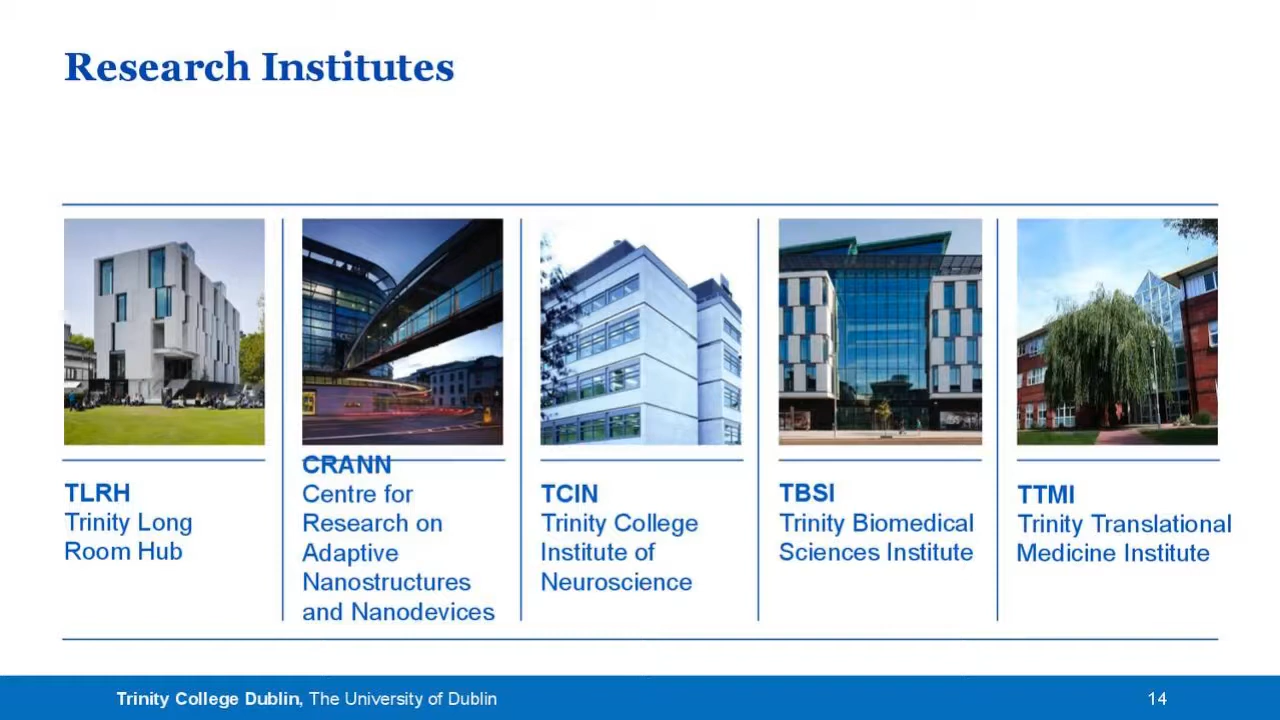 Research Institutes
TLRH
Trinity Long
Room Hub
CRANN
Centre for
Research on
Adaptive
Nanostructures
and Nanodevices
TCIN
Trinity College
Institute of
Neuroscience
TBSI
Trinity Biomedical
Sciences Institute
TTMI
Trinity Translational
Medicine Institute
Trinity College Dublin, The University of Dublin
14